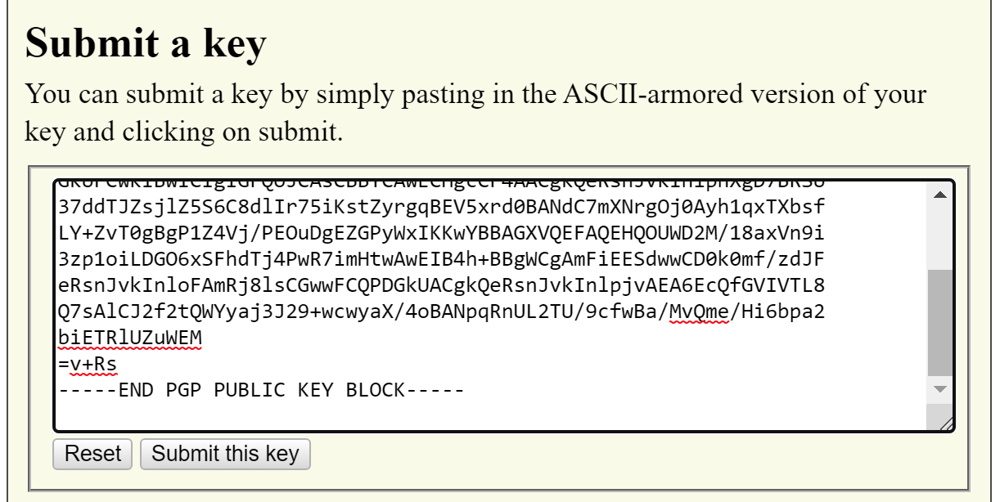 Submit a key
You can submit a key by simply pasting in the ASCII-armored version of your
key and clicking on submit.
37ddTJZsjlZ5S6C8dlIr75iKstZyrgqBEV5xrd0BANdC7mXNrgOj0Ayh1qxTXbsf
LY+ZvT0gBgP1Z4Vj/PEOuDgEZGPyWxIKKwYBBAGXVQEFAQEHQOUWD2M/18axVn9i
3zp1oiLDGO6xSFhdTj4PwR7imHtwAwEIB4h+BBgWCgAmFiEESdwwCD0k0mf/zdJF
eRsnJvkInloFAmRj8lsCGwwFCQPDGkUACgkQeRsnJvkInlpjvAEA6EcQfGVIVTL8
Q7sAlCJ2f2tQWYyaj3J29+wcwyaX/4oBANpqRnUL2TU/9cfwBa/MvQme/Hi6bpa2
biETRlUZuWEM
=v+Rs
-----END PGP PUBLIC KEY BLOCK-----
Reset Submit this key